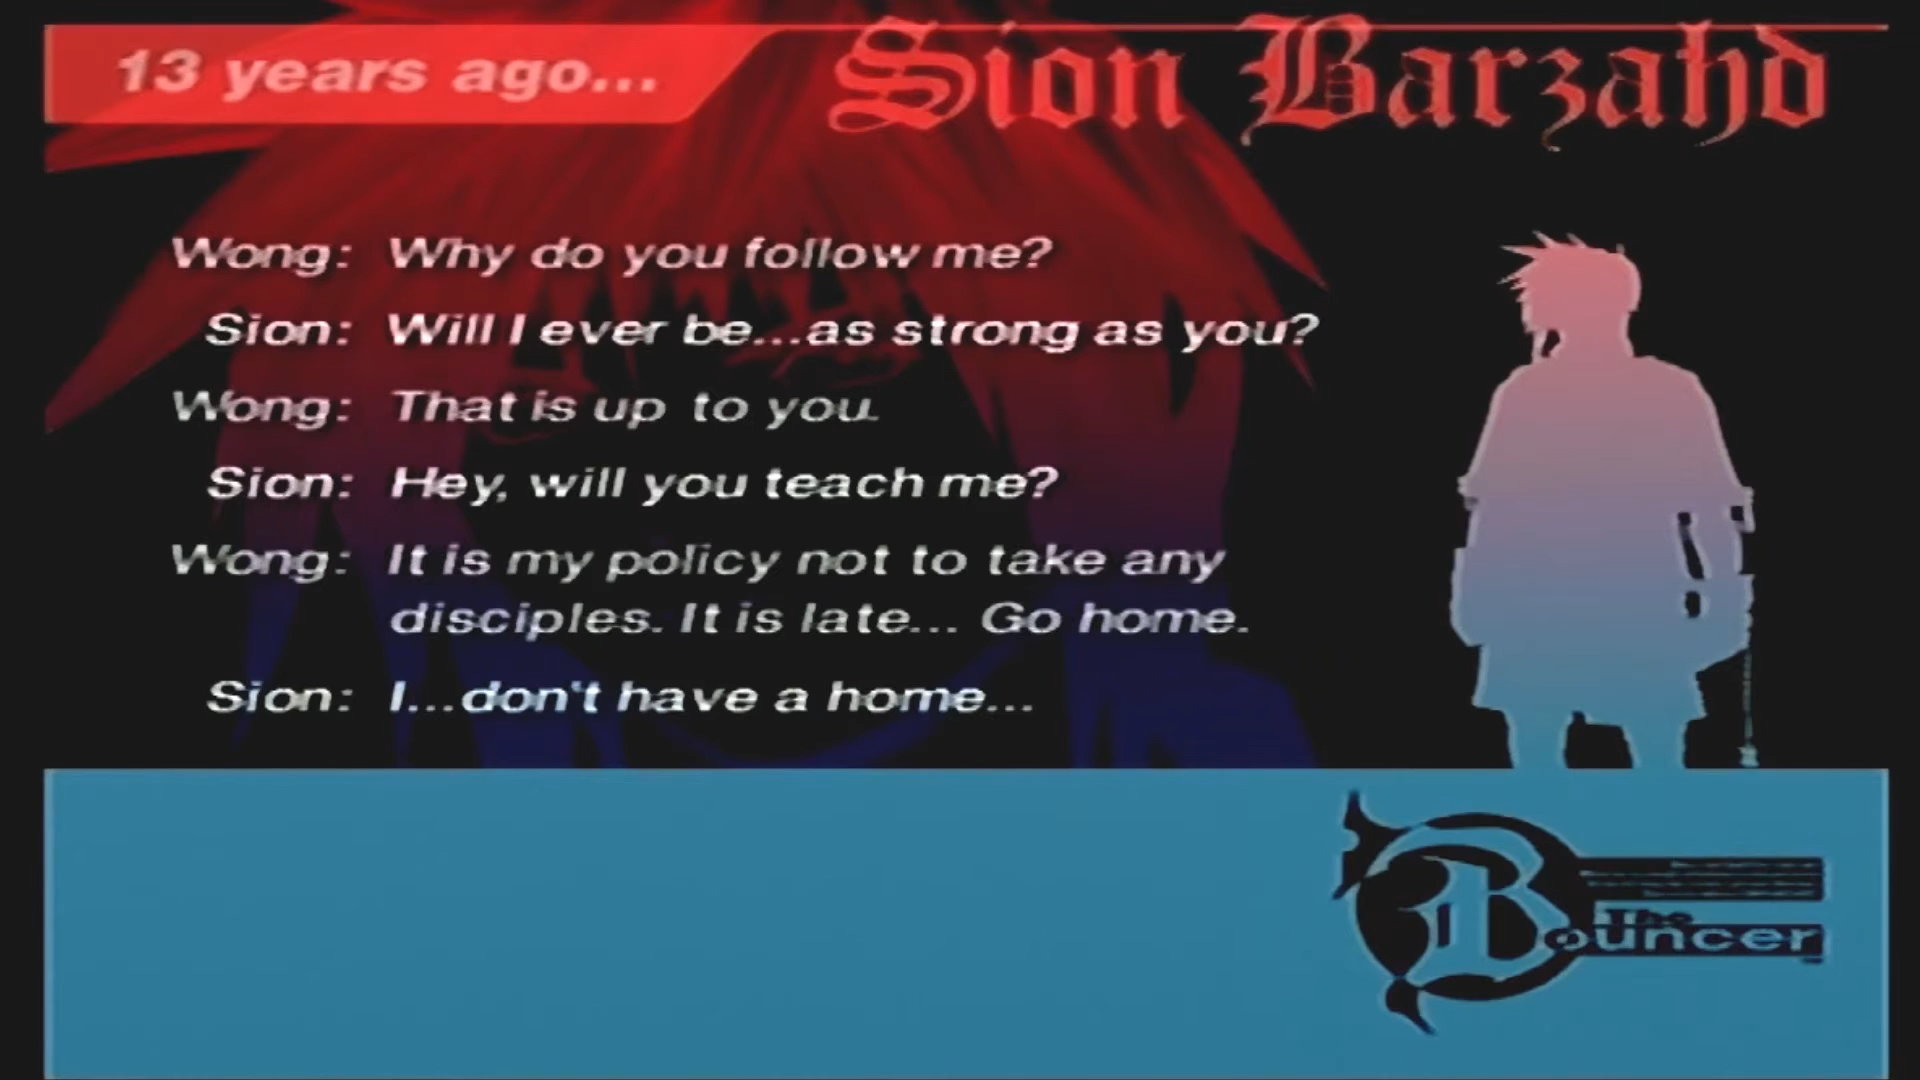 13 years ago...
Sion Barzahd
Wong: Why do you follow me?
Sion: Will I ever be...as strong as you?
Wong: That is up to you.
Sion: Hey, will you teach me?
Wong: It is my policy not to take any
disciples. It is late... Go home.
Sion: I...don't have a home...
The
Bouncer